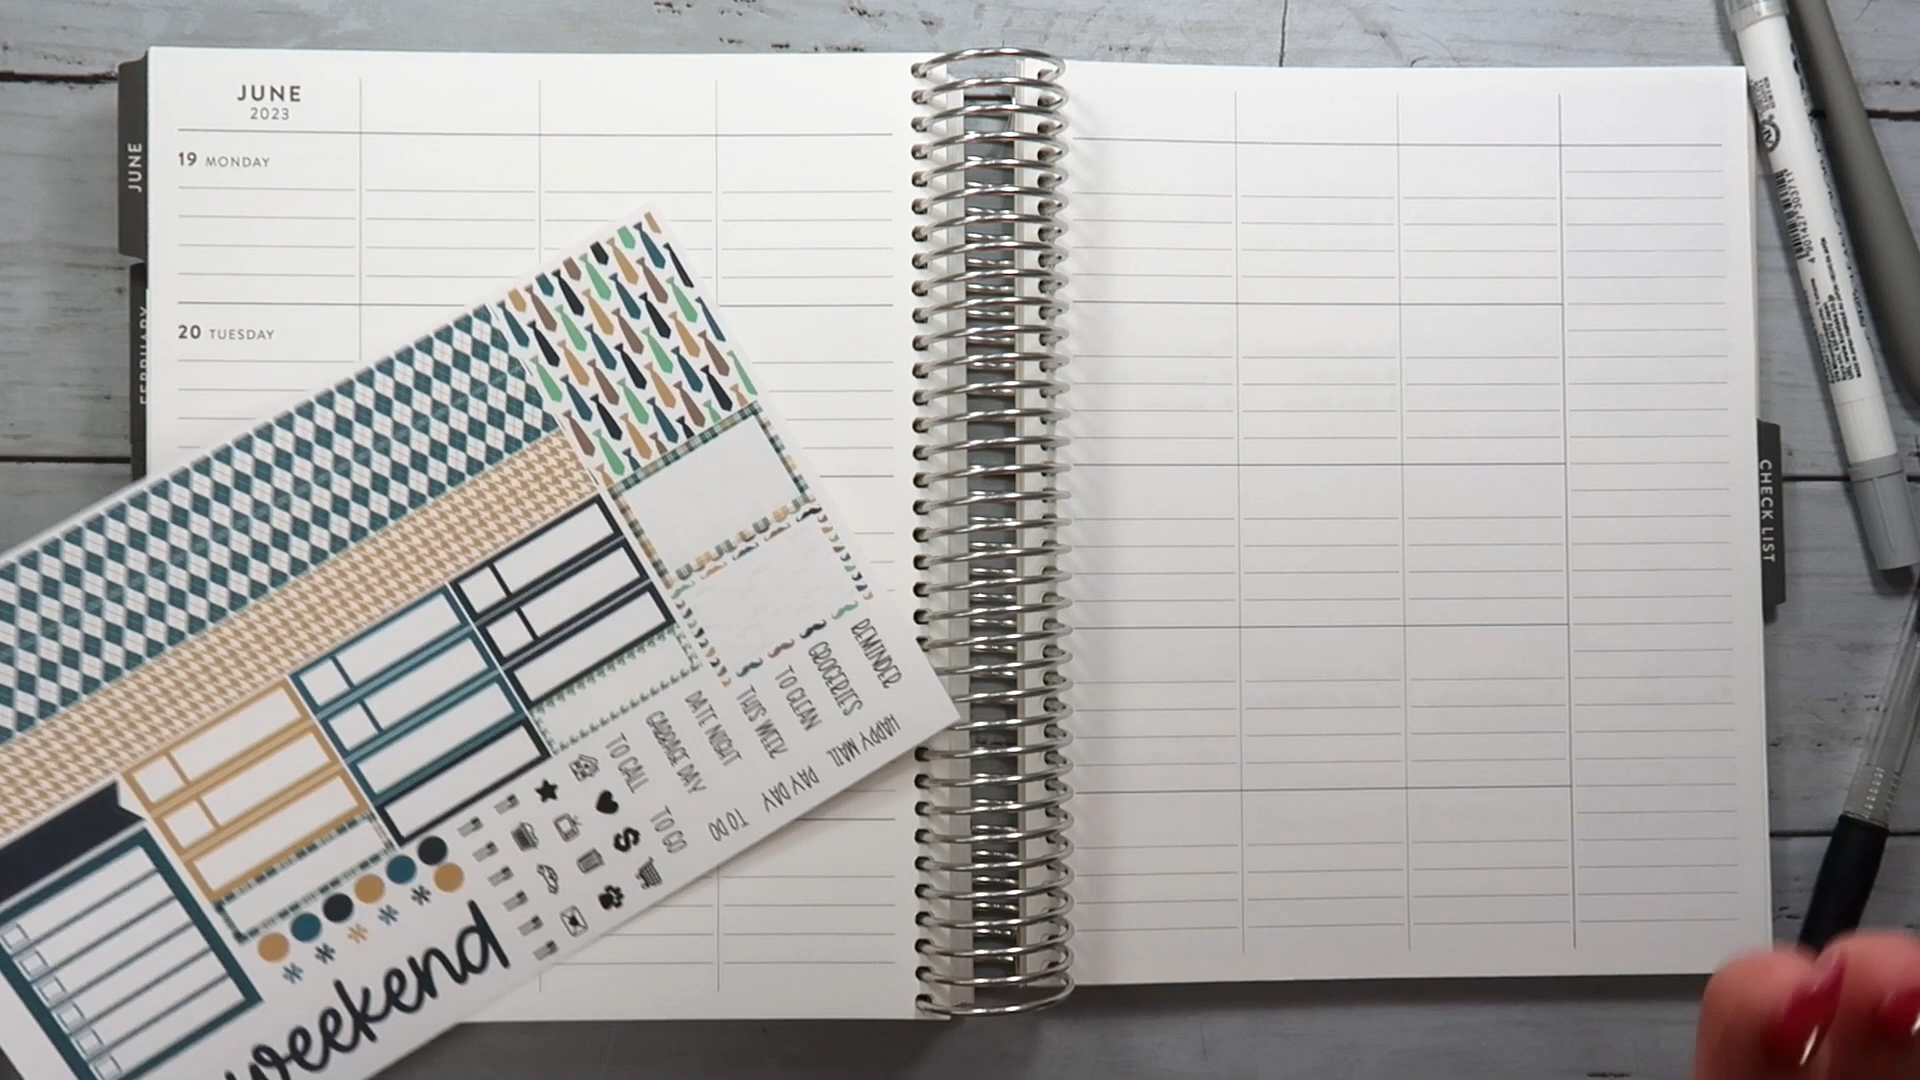 JUNE
2023
19 MONDAY
20 TUESDAY
JUNE
FEBRUARY
CHECK LIST
REMINDER
GROCERIES
TO CLEAN
THIS WEEK
DATE NIGHT
GARBAGE DAY
TO CALL
HAPPY MAIL
PAY DAY
TO DO
TO GO
weekend